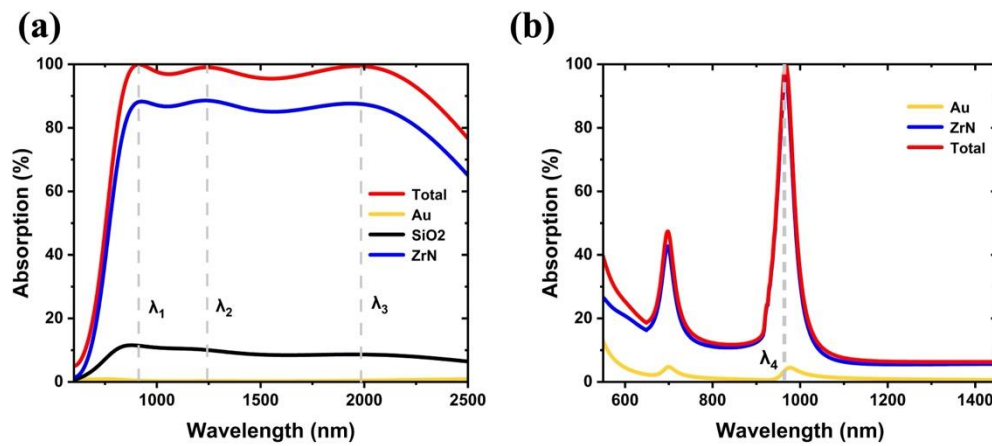 (a)
100
80
60
40
20
0
Absorption (%)
1000 1500 2000 2500
Wavelength (nm)
Total
Au
SiO2
ZrN
λ1
λ2
λ3
(b)
100
80
60
40
20
0
Absorption (%)
600 800 1000 1200 1400
Wavelength (nm)
Au
ZrN
Total
λ4